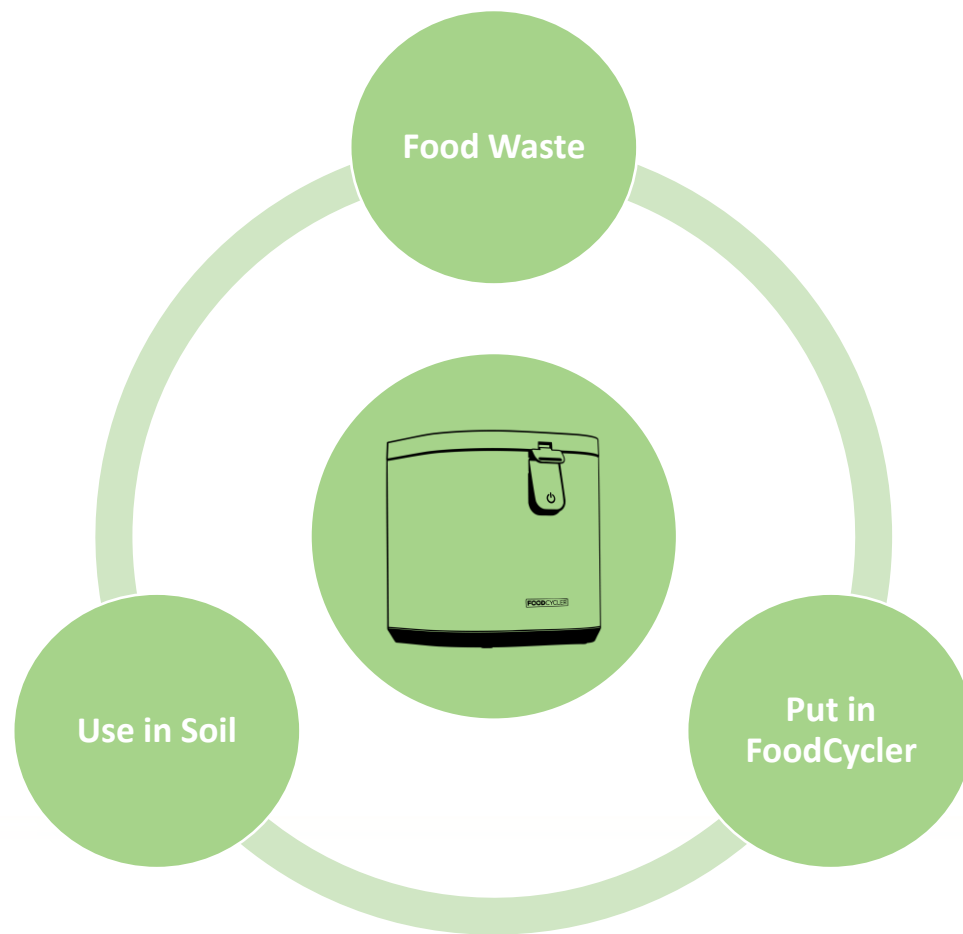 Food Waste
FOODCYCLER
Use in Soil
Put in
FoodCycler